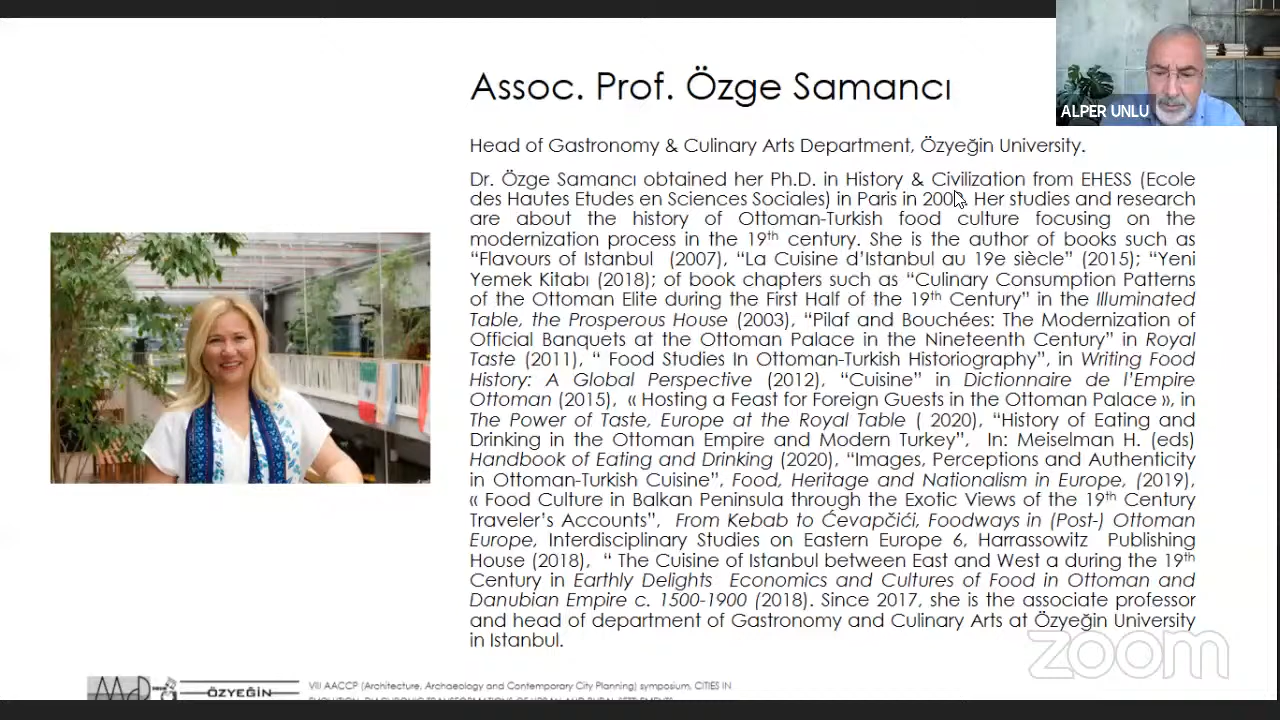 Assoc. Prof. Özge Samancı
ALPER UNLU
Head of Gastronomy & Culinary Arts Department, Özyeğin University.
Dr. Özge Samancı obtained her Ph.D. in History & Civilization from EHESS (Ecole
des Hautes Etudes en Sciences Sociales) in Paris in Her studies and research
are about the history of Ottoman-Turkish food culture focusing on the
modernization process in the 19th century. She is the author of books such as
“Flavours of Istanbul (2007), “La Cuisine d’Istanbul au 19e siècle” (2015); “Yeni
Yemek Kitabı (2018); of book chapters such as “Culinary Consumption Patterns
of the Ottoman Elite during the First Half of the 19th Century” in the Illuminated
Table, the Prosperous House (2003), “Pilaf and Bouchées: The Modernization of
Official Banquets at the Ottoman Palace in the Nineteenth Century” in Royal
Taste (2011), “ Food Studies In Ottoman-Turkish Historiography”, in Writing Food
History: A Global Perspective (2012), “Cuisine” in Dictionnaire de l’Empire
Ottoman (2015), « Hosting a Feast for Foreign Guests in the Ottoman Palace », in
The Power of Taste, Europe at the Royal Table ( 2020), “History of Eating and
Drinking in the Ottoman Empire and Modern Turkey”, In: Meiselman H. (eds)
Handbook of Eating and Drinking (2020), “Images, Perceptions and Authenticity
in Ottoman-Turkish Cuisine”, Food, Heritage and Nationalism in Europe, (2019),
« Food Culture in Balkan Peninsula through the Exotic Views of the 19th Century
Traveler’s Accounts”, From Kebab to Ćevapčići, Foodways in (Post-) Ottoman
Europe, Interdisciplinary Studies on Eastern Europe 6, Harrassowitz Publishing
House (2018), “ The Cuisine of Istanbul between East and West a during the 19th
Century in Earthly Delights Economics and Cultures of Food in Ottoman and
Danubian Empire c. 1500-1900 (2018). Since 2017, she is the associate professor
and head of department of Gastronomy and Culinary Arts at Özyeğin University
in Istanbul.
zoom
ÖZYEĞİN
VIII AACCP (Architecture, Archaeology and Contemporary City Planning) symposium, CITIES IN